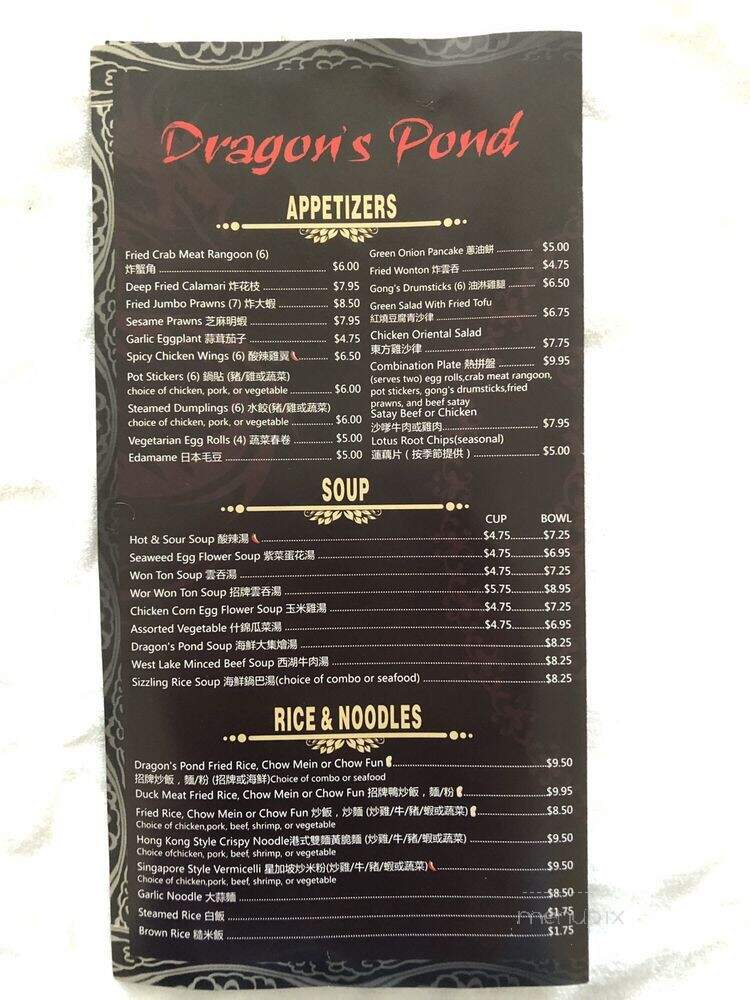 Dragon's Pond
APPETIZERS
Fried Crab Meat Rangoon (6)
炸蟹角 $6.00
Deep Fried Calamari 炸花枝 $7.95
Fried Jumbo Prawns (7) 炸大蝦 $8.50
Sesame Prawns 芝麻明蝦 $7.95
Garlic Eggplant 蒜茸茄子 $4.75
Spicy Chicken Wings (6) 酸辣雞翼 $6.50
Pot Stickers (6) 鍋貼 (豬/雞或蔬菜)
choice of chicken, pork, or vegetable $6.00
Steamed Dumplings (6) 水餃(豬/雞或蔬菜)
choice of chicken, pork, or vegetable $6.00
Vegetarian Egg Rolls (4) 蔬菜春卷 $5.00
Edamame 日本毛豆 $5.00
Green Onion Pancake 蔥油餅 $5.00
Fried Wonton 炸雲吞 $4.75
Gong's Drumsticks (6) 油淋雞腿 $6.50
Green Salad With Fried Tofu
紅燒豆腐青沙律 $6.75
Chicken Oriental Salad
東方雞沙律 $7.75
Combination Plate 熱拼盤 $9.95
(serves two) egg rolls,crab meat rangoon,
pot stickers, gong's drumsticks,fried
prawns, and beef satay
Satay Beef or Chicken
沙嗲牛肉或雞肉 $7.95
Lotus Root Chips(seasonal)
蓮藕片 ( 按季節提供 ) $5.00
SOUP
CUP BOWL
Hot & Sour Soup 酸辣湯 $4.75 $7.25
Seaweed Egg Flower Soup 紫菜蛋花湯 $4.75 $6.95
Won Ton Soup 雲吞湯 $4.75 $7.25
Wor Won Ton Soup 招牌雲吞湯 $5.75 $8.95
Chicken Corn Egg Flower Soup 玉米雞湯 $4.75 $7.25
Assorted Vegetable 什錦瓜菜湯 $4.75 $6.95
Dragon's Pond Soup 海鮮大集燴湯 $8.25
West Lake Minced Beef Soup 西湖牛肉湯 $8.25
Sizzling Rice Soup 海鮮鍋巴湯(choice of combo or seafood) $8.25
RICE & NOODLES
Dragon's Pond Fried Rice, Chow Mein or Chow Fun $9.50
招牌炒飯，麵/粉 (招牌或海鮮)Choice of combo or seafood
Duck Meat Fried Rice, Chow Mein or Chow Fun 招牌鴨炒飯，麵/粉 $9.95
Fried Rice, Chow Mein or Chow Fun 炒飯，炒麵 (炒雞/牛/豬/蝦或蔬菜) $8.50
Choice of chicken,pork, beef, shrimp, or vegetable
Hong Kong Style Crispy Noodle港式雙麵黃脆麵 (炒雞/牛/豬/蝦或蔬菜) $9.50
Choice ofchicken, pork, beef, shrimp, or vegetable
Singapore Style Vermicelli 星加坡炒米粉(炒雞/牛/豬/蝦或蔬菜) $9.50
Choice of chicken,pork, beef, shrimp, or vegetable
Garlic Noodle 大蒜麵 $8.50
Steamed Rice 白飯 $1.75
Brown Rice 糙米飯 $1.75
menupix